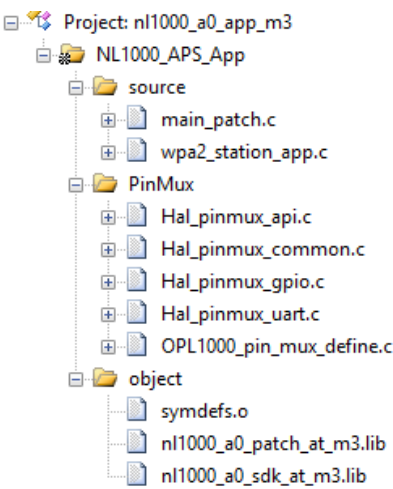 Project: nl1000_a0_app_m3
NL1000_APS_App
source
main_patch.c
wpa2_station_app.c
PinMux
Hal_pinmux_api.c
Hal_pinmux_common.c
Hal_pinmux_gpio.c
Hal_pinmux_uart.c
OPL1000_pin_mux_define.c
object
symdefs.o
nl1000_a0_patch_at_m3.lib
nl1000_a0_sdk_at_m3.lib